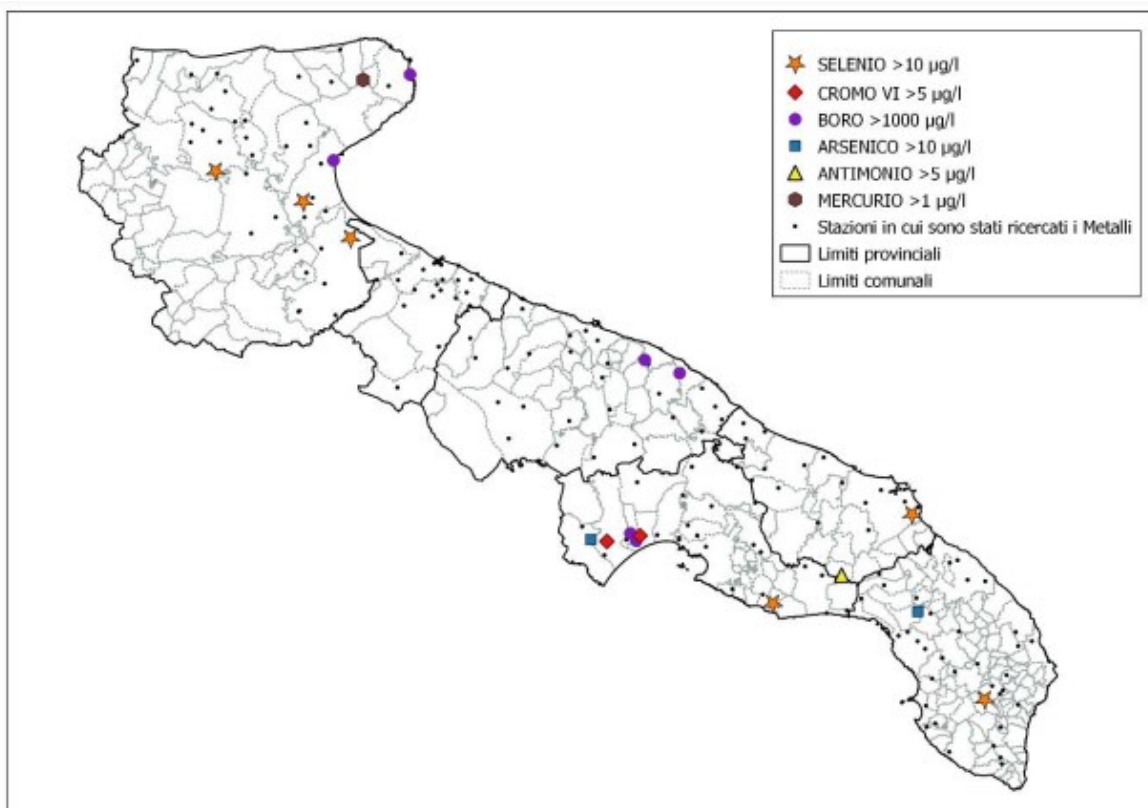 SELENIO >10 µg/l
CROMO VI >5 µg/l
BORO >1000 µg/l
ARSENICO >10 µg/l
ANTIMONIO >5 µg/l
MERCURIO >1 µg/l
Stazioni in cui sono stati ricercati i Metalli
Limiti provinciali
Limiti comunali